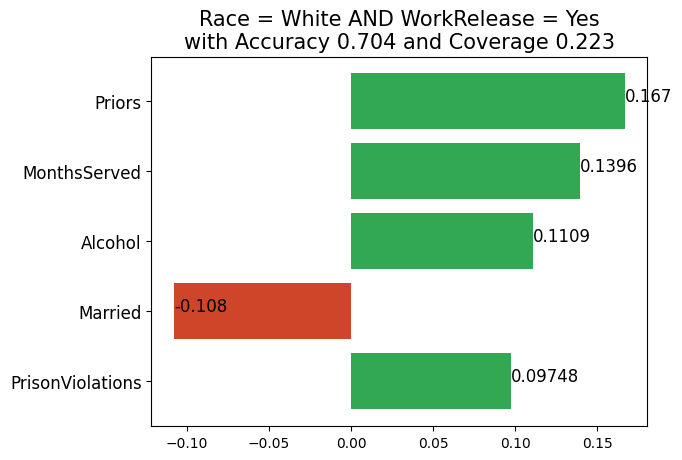 Race = White AND WorkRelease = Yes
with Accuracy 0.704 and Coverage 0.223
Priors
0.167
MonthsServed
0.1396
Alcohol
0.1109
Married
-0.108
PrisonViolations
0.09748
−0.10
−0.05
0.00
0.05
0.10
0.15